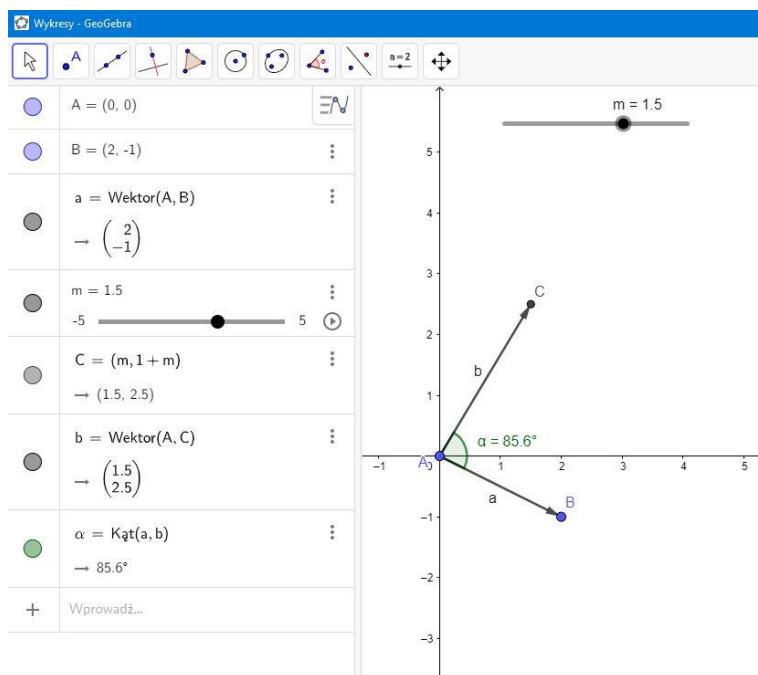 Wykresy - GeoGebra
A
a=2
A = (0, 0)
B = (2, -1)
a = Wektor(A, B)
→ (2
−1)
m = 1.5
-5 5
C = (m, 1 + m)
→ (1.5, 2.5)
b = Wektor(A, C)
→ (1.5
2.5)
α = Kąt(a, b)
→ 85.6°
+ Wprowadź...
m = 1.5
5
4
3
C
2
b
1
α = 85.6°
A
−1 0 1 2 3 4 5
a
B
−1
−2
−3